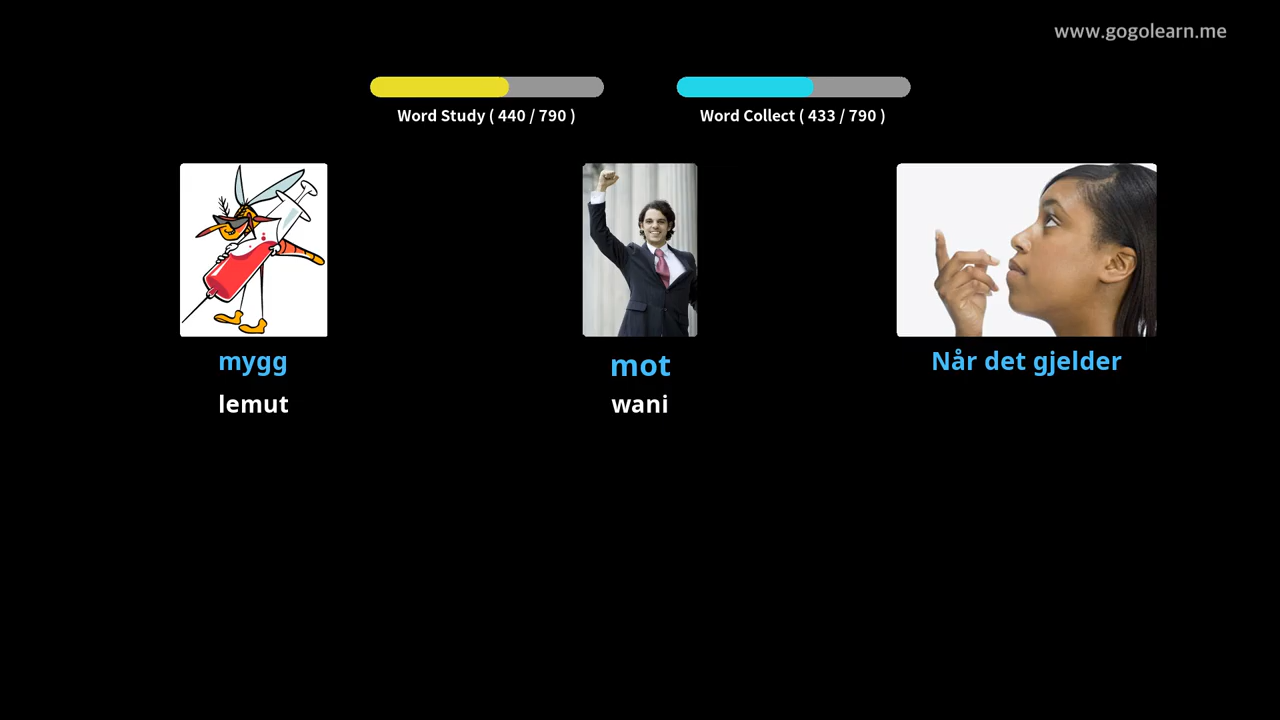 www.gogolearn.me
Word Study ( 440 / 790 )
Word Collect ( 433 / 790 )
mygg
mot
Når det gjelder
lemut
wani